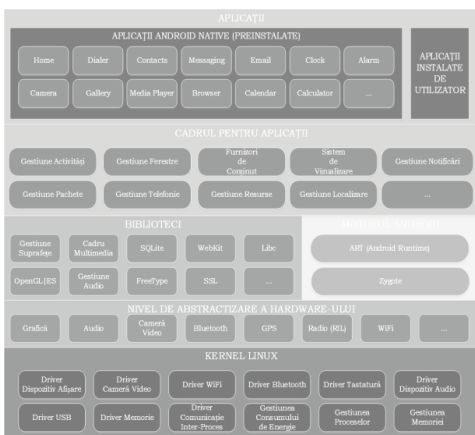 APLICAȚII
APLICAȚII ANDROID NATIVE (PREINSTALATE)
Home
Dialer
Contacts
Messaging
Email
Clock
Alarm
Camera
Gallery
Media Player
Browser
Calendar
Calculator
...
APLICAȚII
INSTALATE
DE
UTILIZATOR
CADRUL PENTRU APLICAȚII
Gestiune Activități
Gestiune Ferestre
Furnizori
de
Conținut
Sistem
de
Vizualizare
Gestiune Notificări
Gestiune Pachete
Gestiune Telefonie
Gestiune Resurse
Gestiune Localizare
...
BIBLIOTECI
Gestiune
Suprafețe
Cadru
Multimedia
SQLite
WebKit
Libc
OpenGL|ES
Gestiune
Audio
FreeType
SSL
...
ART (Android Runtime)
Zygote
NIVEL DE ABSTRACTIZARE A HARDWARE-ULUI
Grafică
Audio
Cameră
Video
Bluetooth
GPS
Radio (RIL)
WiFi
...
KERNEL LINUX
Driver
Dispozitiv Afișare
Driver
Cameră Video
Driver WiFi
Driver Bluetooth
Driver Tastatură
Driver
Dispozitiv Audio
Driver USB
Driver Memorie
Driver
Comunicație
Inter-Proces
Gestiunea
Consumului
de Energie
Gestiunea
Proceselor
Gestiunea
Memoriei